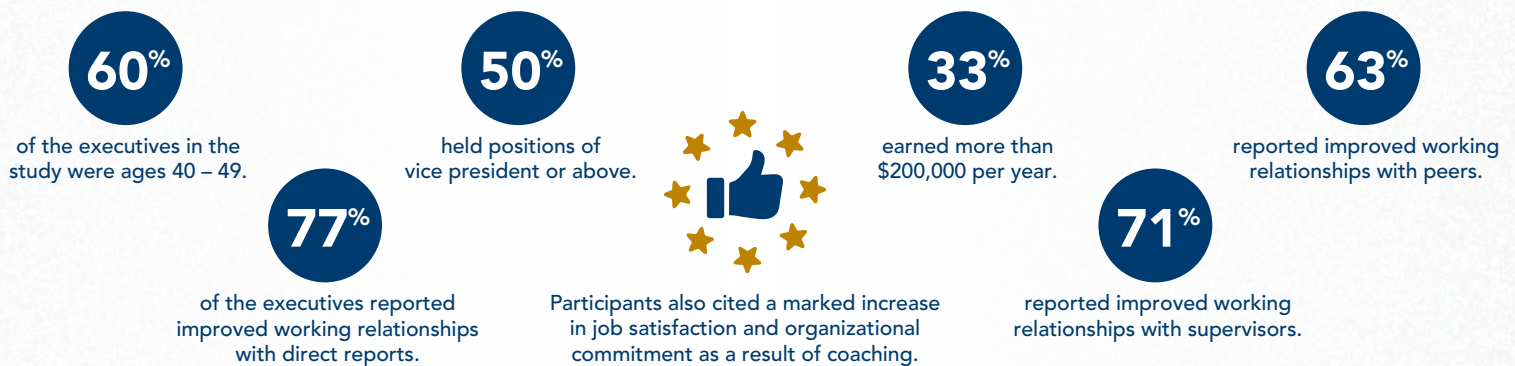 60%
of the executives in the
study were ages 40 – 49.
77%
of the executives reported
improved working relationships
with direct reports.
50%
held positions of
vice president or above.
Participants also cited a marked increase
in job satisfaction and organizational
commitment as a result of coaching.
33%
earned more than
$200,000 per year.
71%
reported improved working
relationships with supervisors.
63%
reported improved working
relationships with peers.